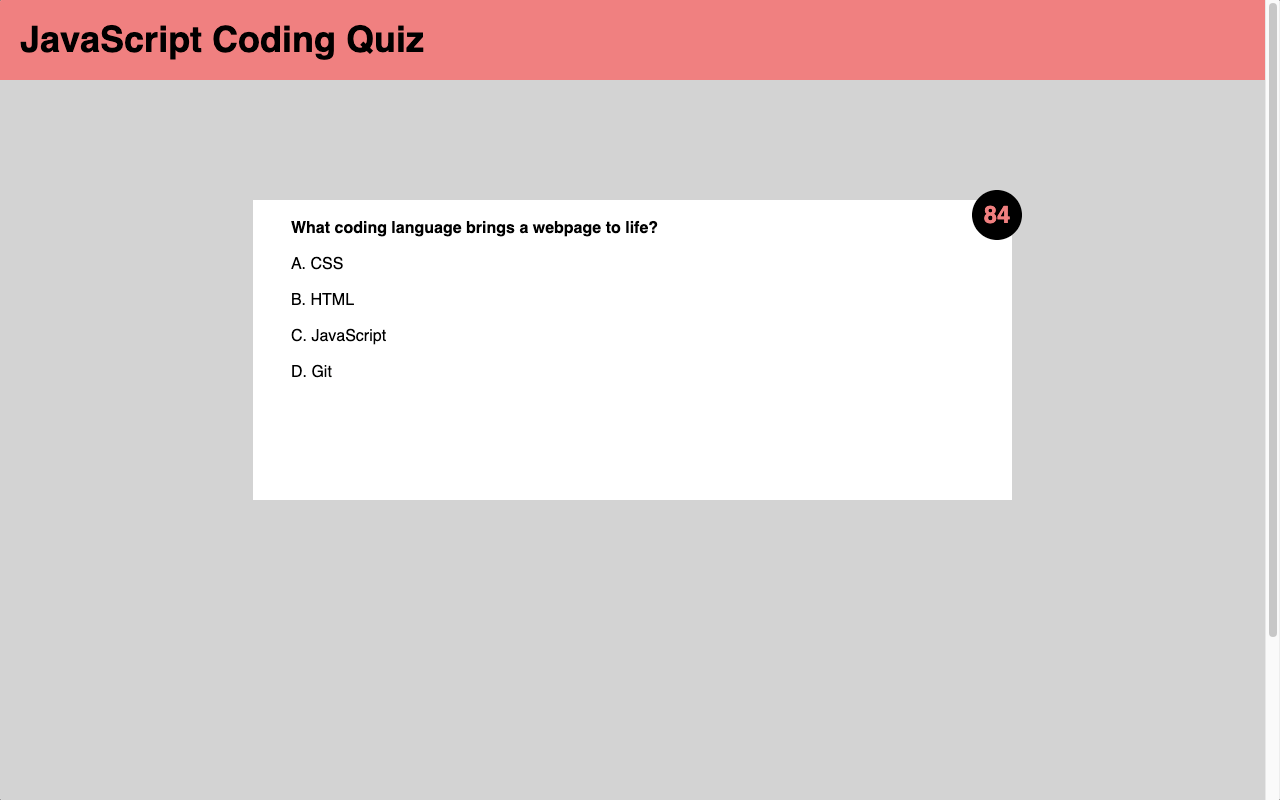 JavaScript Coding Quiz
84
What coding language brings a webpage to life?
A. CSS
B. HTML
C. JavaScript
D. Git